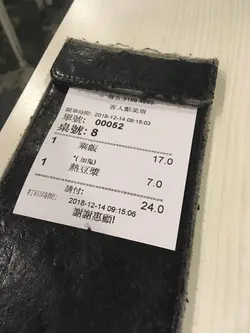 客人點菜單
開單時間: 2018-12-14 09:15:03
單號: 00052
桌號: 8
1 粢飯 17.0
*(加鬼)
1 熱豆漿 7.0
請付: 24.0
打印時間: 2018-12-14 09:15:06
謝謝惠顧!